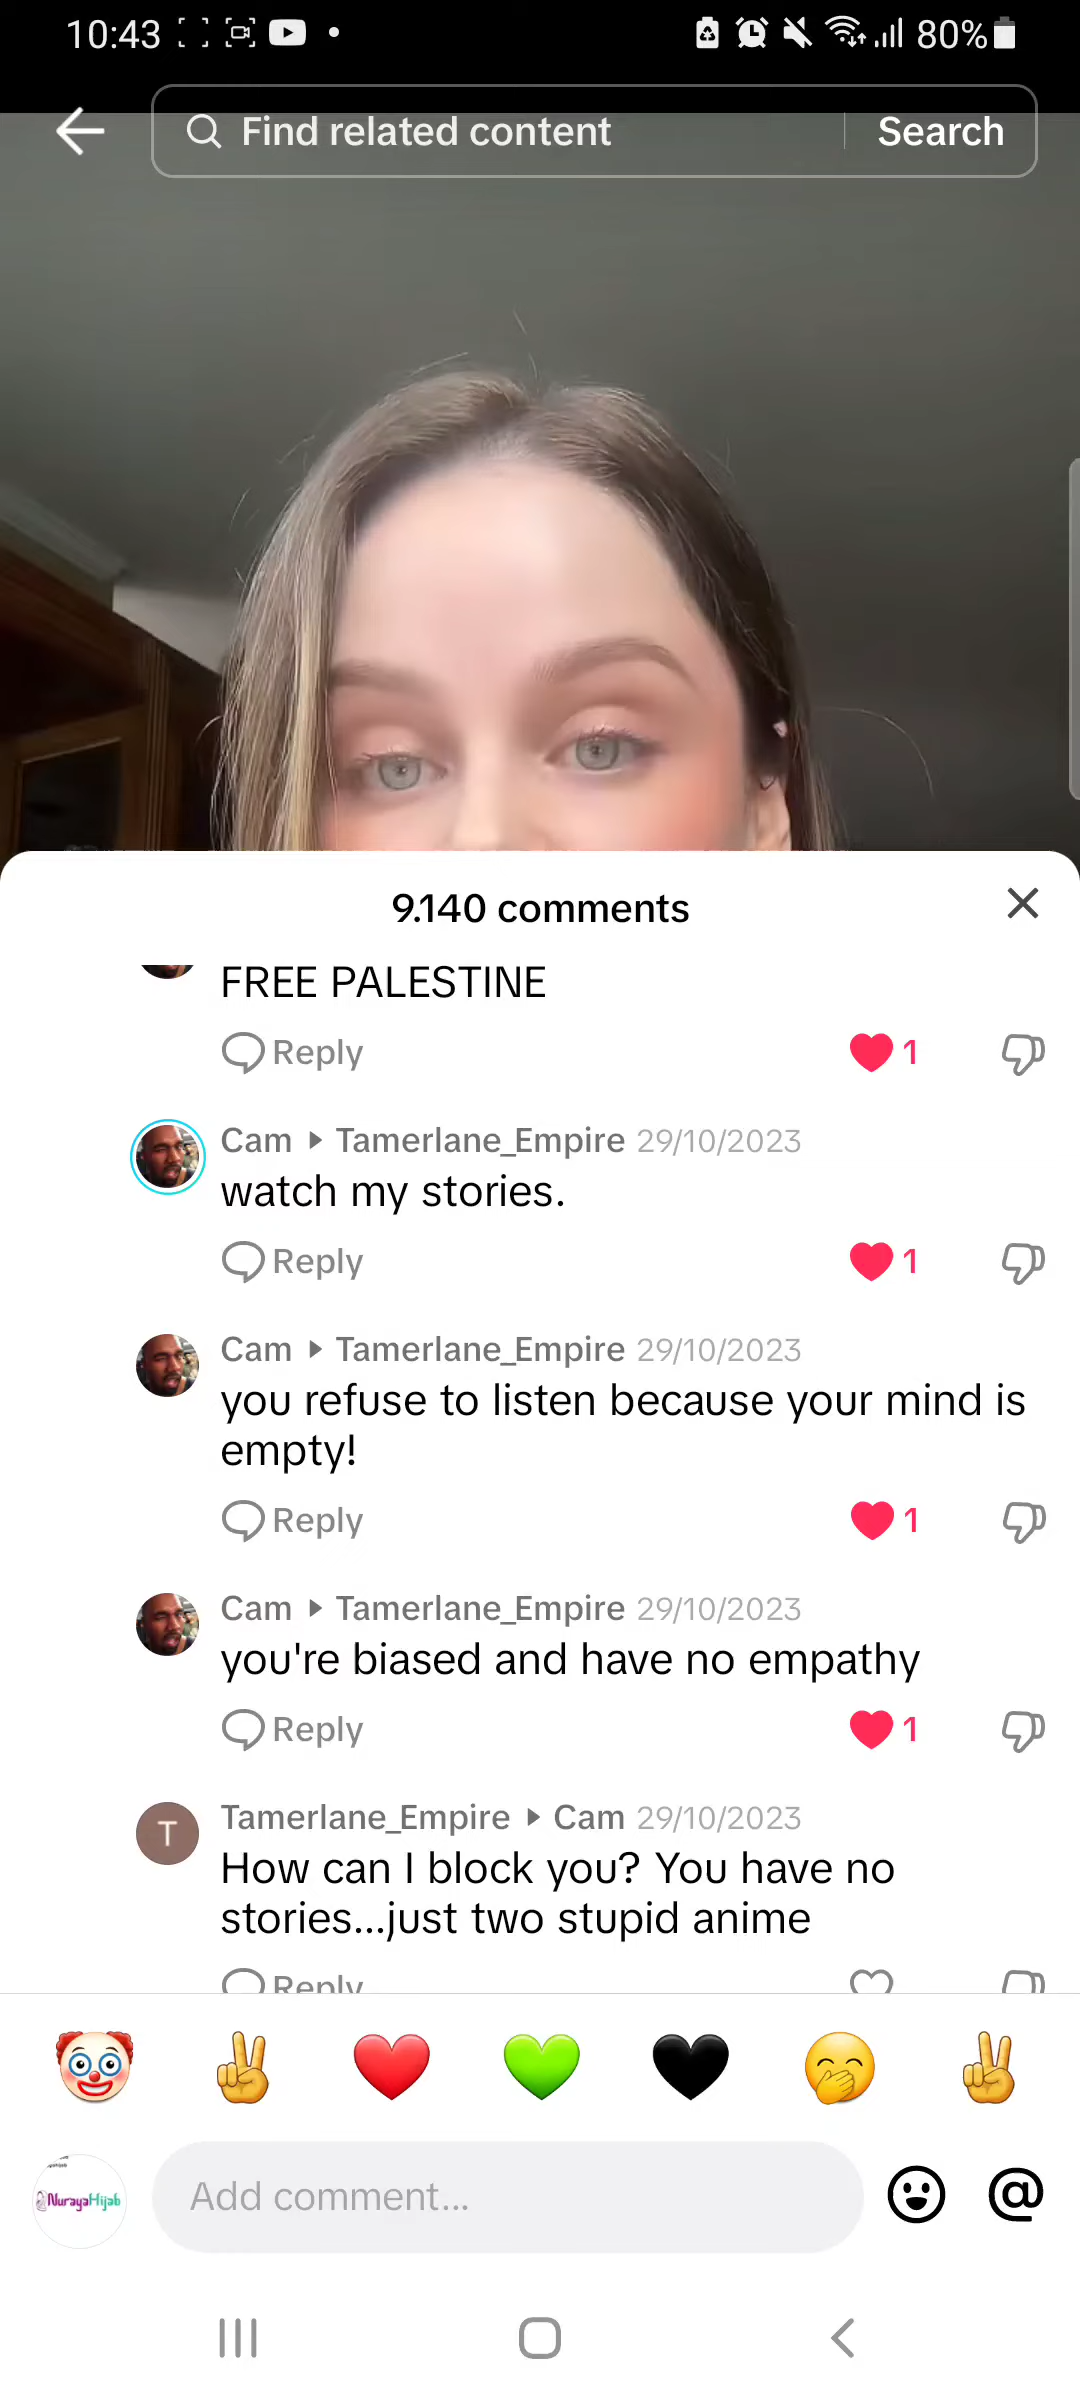 10:43
80%
Find related content
Search
9.140 comments
FREE PALESTINE
Reply
1
Cam ▸ Tamerlane_Empire 29/10/2023
watch my stories.
Reply
1
Cam ▸ Tamerlane_Empire 29/10/2023
you refuse to listen because your mind is
empty!
Reply
1
Cam ▸ Tamerlane_Empire 29/10/2023
you're biased and have no empathy
Reply
1
T
Tamerlane_Empire ▸ Cam 29/10/2023
How can I block you? You have no
stories...just two stupid anime
Reply
NurayaHijab
Add comment...
@